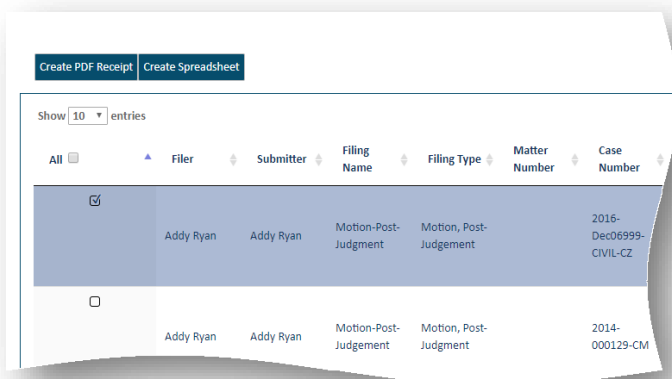 Create PDF Receipt Create Spreadsheet
Show 10 entries
All Filer Submitter Filing Name Filing Type Matter Number Case Number
Addy Ryan Addy Ryan Motion-Post-Judgment Motion, Post-Judgement 2016-Dec06999-CIVIL-CZ
Addy Ryan Addy Ryan Motion-Post-Judgement Motion, Post-Judgment 2014-000129-CM